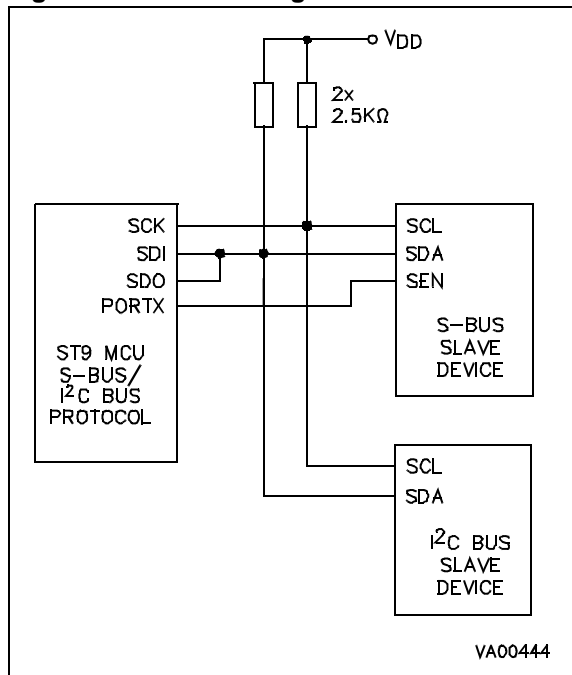 VDD
2x
2.5KΩ
SCK
SDI
SDO
PORTX
ST9 MCU
S-BUS/
I²C BUS
PROTOCOL
SCL
SDA
SEN
S-BUS
SLAVE
DEVICE
SCL
SDA
I²C BUS
SLAVE
DEVICE
VA00444